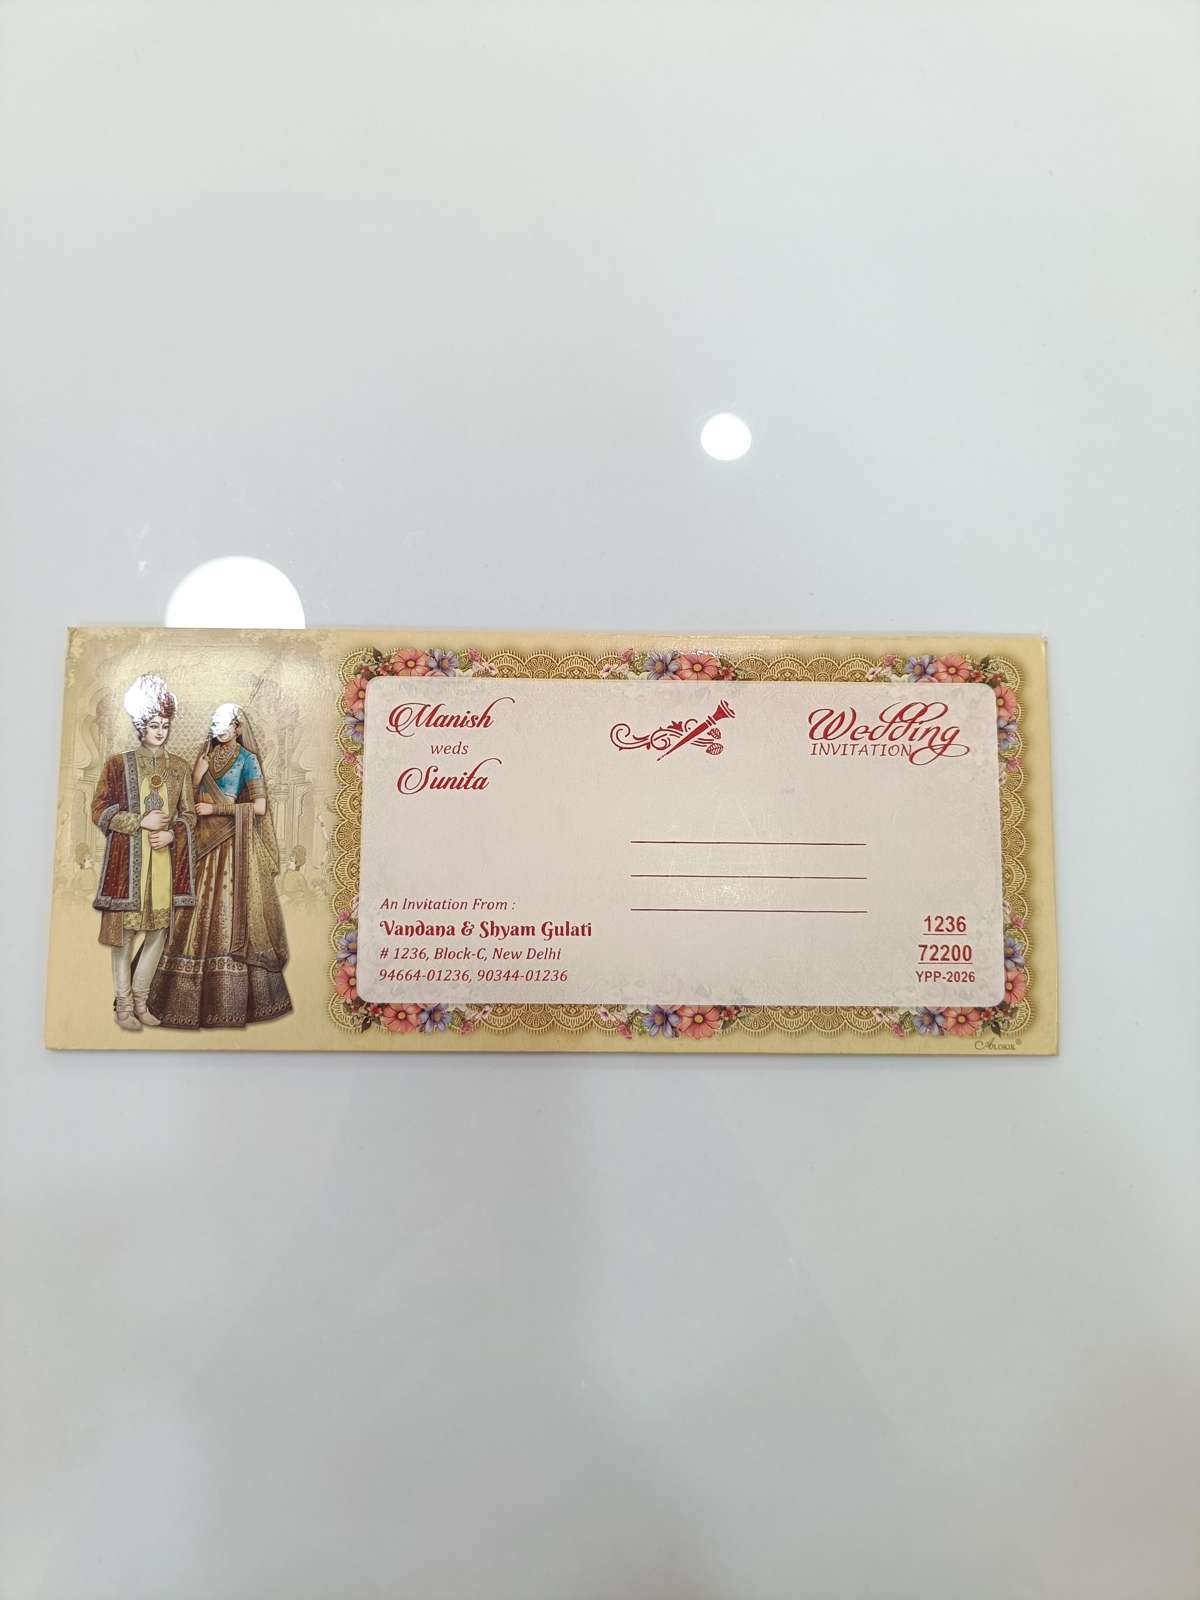 Manish
weds
Sunita
Wedding
INVITATION
An Invitation From :
Vandana & Shyam Gulati
# 1236, Block-C, New Delhi
94664-01236, 90344-01236
1236
72200
YPP-2026